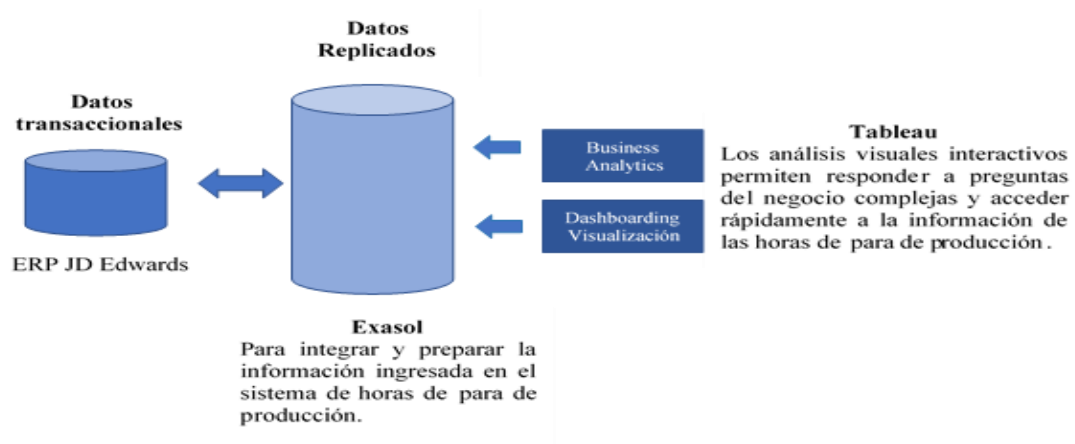 Datos
Replicados
Datos
transaccionales
ERP JD Edwards
Business
Analytics
Dashboarding
Visualización
Tableau
Los análisis visuales interactivos
permiten responder a preguntas
del negocio complejas y acceder
rápidamente a la información de
las horas de para de producción.
Exasol
Para integrar y preparar la
información ingresada en el
sistema de horas de para de
producción.